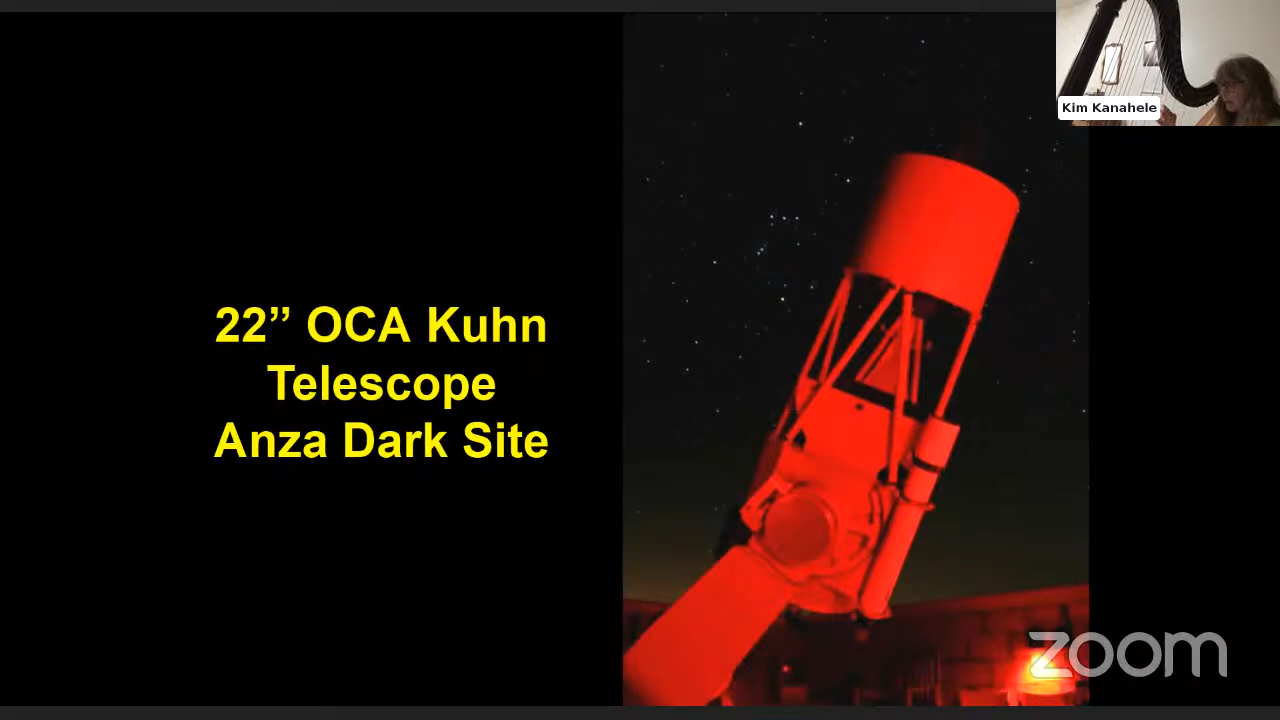 Kim Kanahele
22” OCA Kuhn
Telescope
Anza Dark Site
zoom